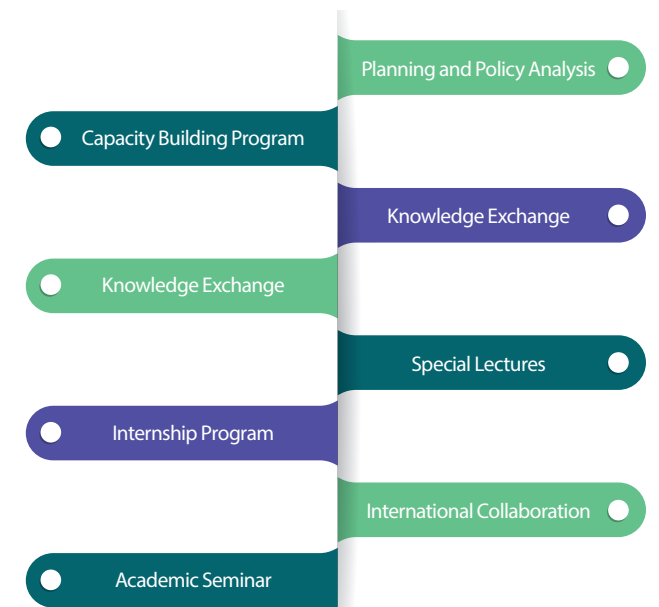 Planning and Policy Analysis
Capacity Building Program
Knowledge Exchange
Knowledge Exchange
Special Lectures
Internship Program
International Collaboration
Academic Seminar